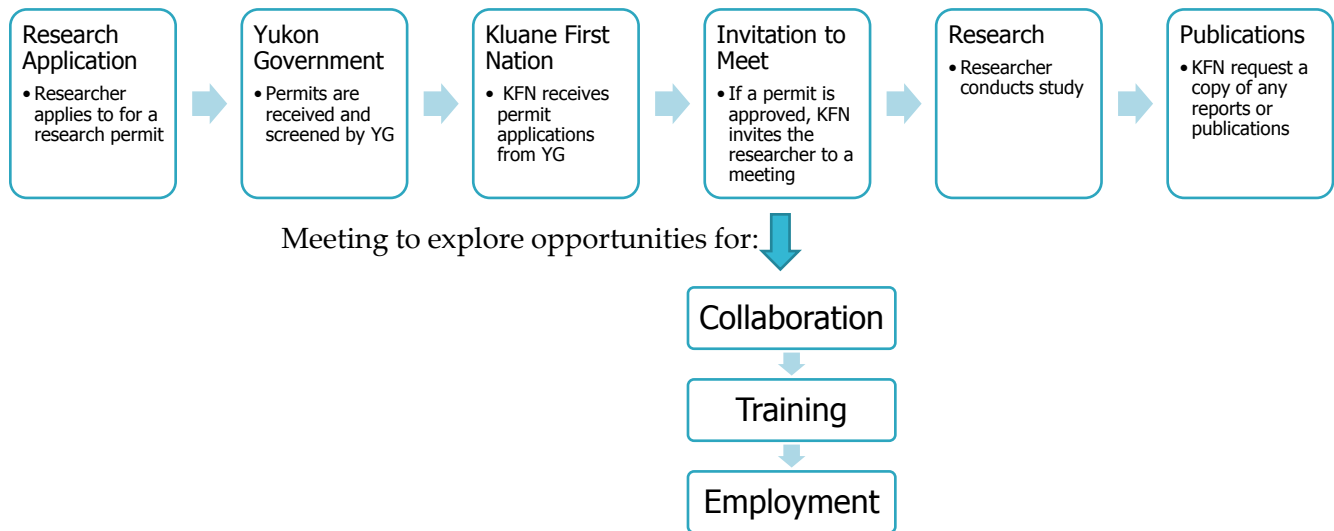 Research
Application
• Researcher
applies to for a
research permit
Yukon
Government
• Permits are
received and
screened by YG
Kluane First
Nation
• KFN receives
permit
applications
from YG
Invitation to
Meet
• If a permit is
approved, KFN
invites the
researcher to a
meeting
Research
• Researcher
conducts study
Publications
• KFN request a
copy of any
reports or
publications
Meeting to explore opportunities for:
Collaboration
Training
Employment